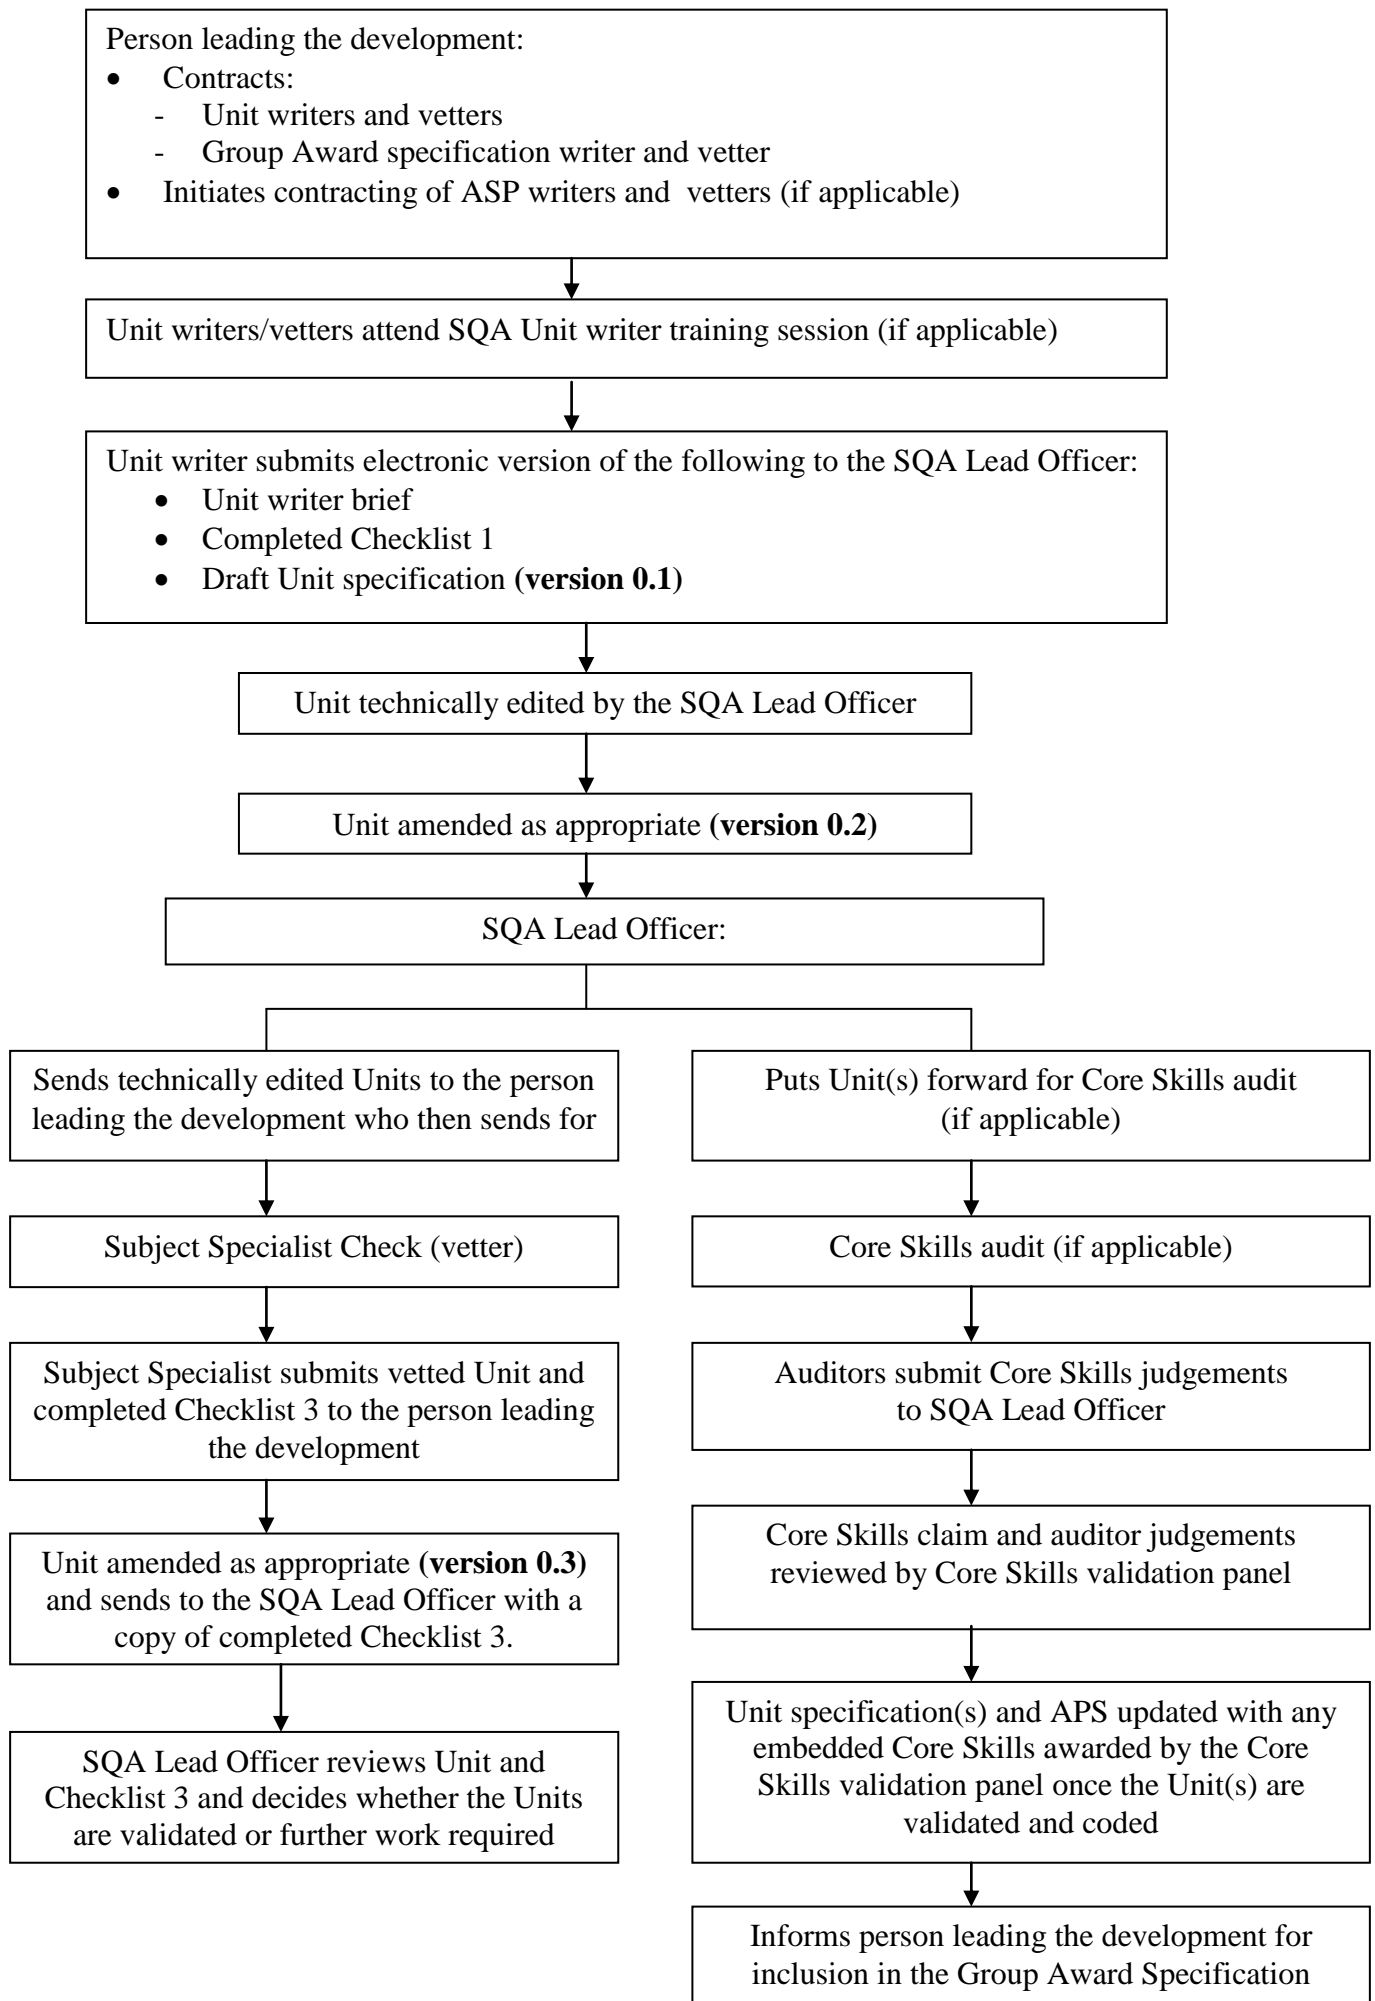 Person leading the development:
• Contracts:
- Unit writers and vetters
- Group Award specification writer and vetter
• Initiates contracting of ASP writers and vetters (if applicable)
Unit writers/vetters attend SQA Unit writer training session (if applicable)
Unit writer submits electronic version of the following to the SQA Lead Officer:
• Unit writer brief
• Completed Checklist 1
• Draft Unit specification (version 0.1)
Unit technically edited by the SQA Lead Officer
Unit amended as appropriate (version 0.2)
SQA Lead Officer:
Sends technically edited Units to the person
leading the development who then sends for
Subject Specialist Check (vetter)
Subject Specialist submits vetted Unit and
completed Checklist 3 to the person leading
the development
Unit amended as appropriate (version 0.3)
and sends to the SQA Lead Officer with a
copy of completed Checklist 3.
SQA Lead Officer reviews Unit and
Checklist 3 and decides whether the Units
are validated or further work required
Puts Unit(s) forward for Core Skills audit
(if applicable)
Core Skills audit (if applicable)
Auditors submit Core Skills judgements
to SQA Lead Officer
Core Skills claim and auditor judgements
reviewed by Core Skills validation panel
Unit specification(s) and APS updated with any
embedded Core Skills awarded by the Core
Skills validation panel once the Unit(s) are
validated and coded
Informs person leading the development for
inclusion in the Group Award Specification